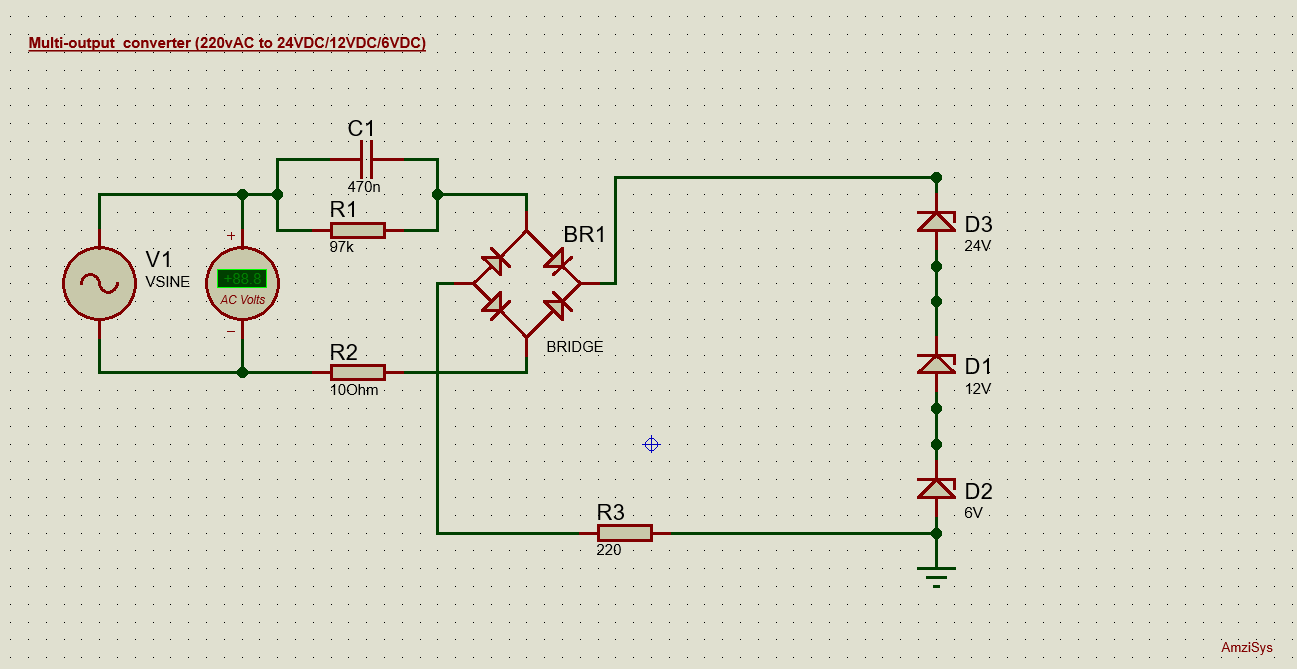 Multi-output converter (220vAC to 24VDC/12VDC/6VDC)
C1
470n
R1
97k
V1
VSINE
+
+88.8
AC Volts
−
BR1
BRIDGE
R2
10Ohm
D3
24V
D1
12V
D2
6V
R3
220
AmziSys